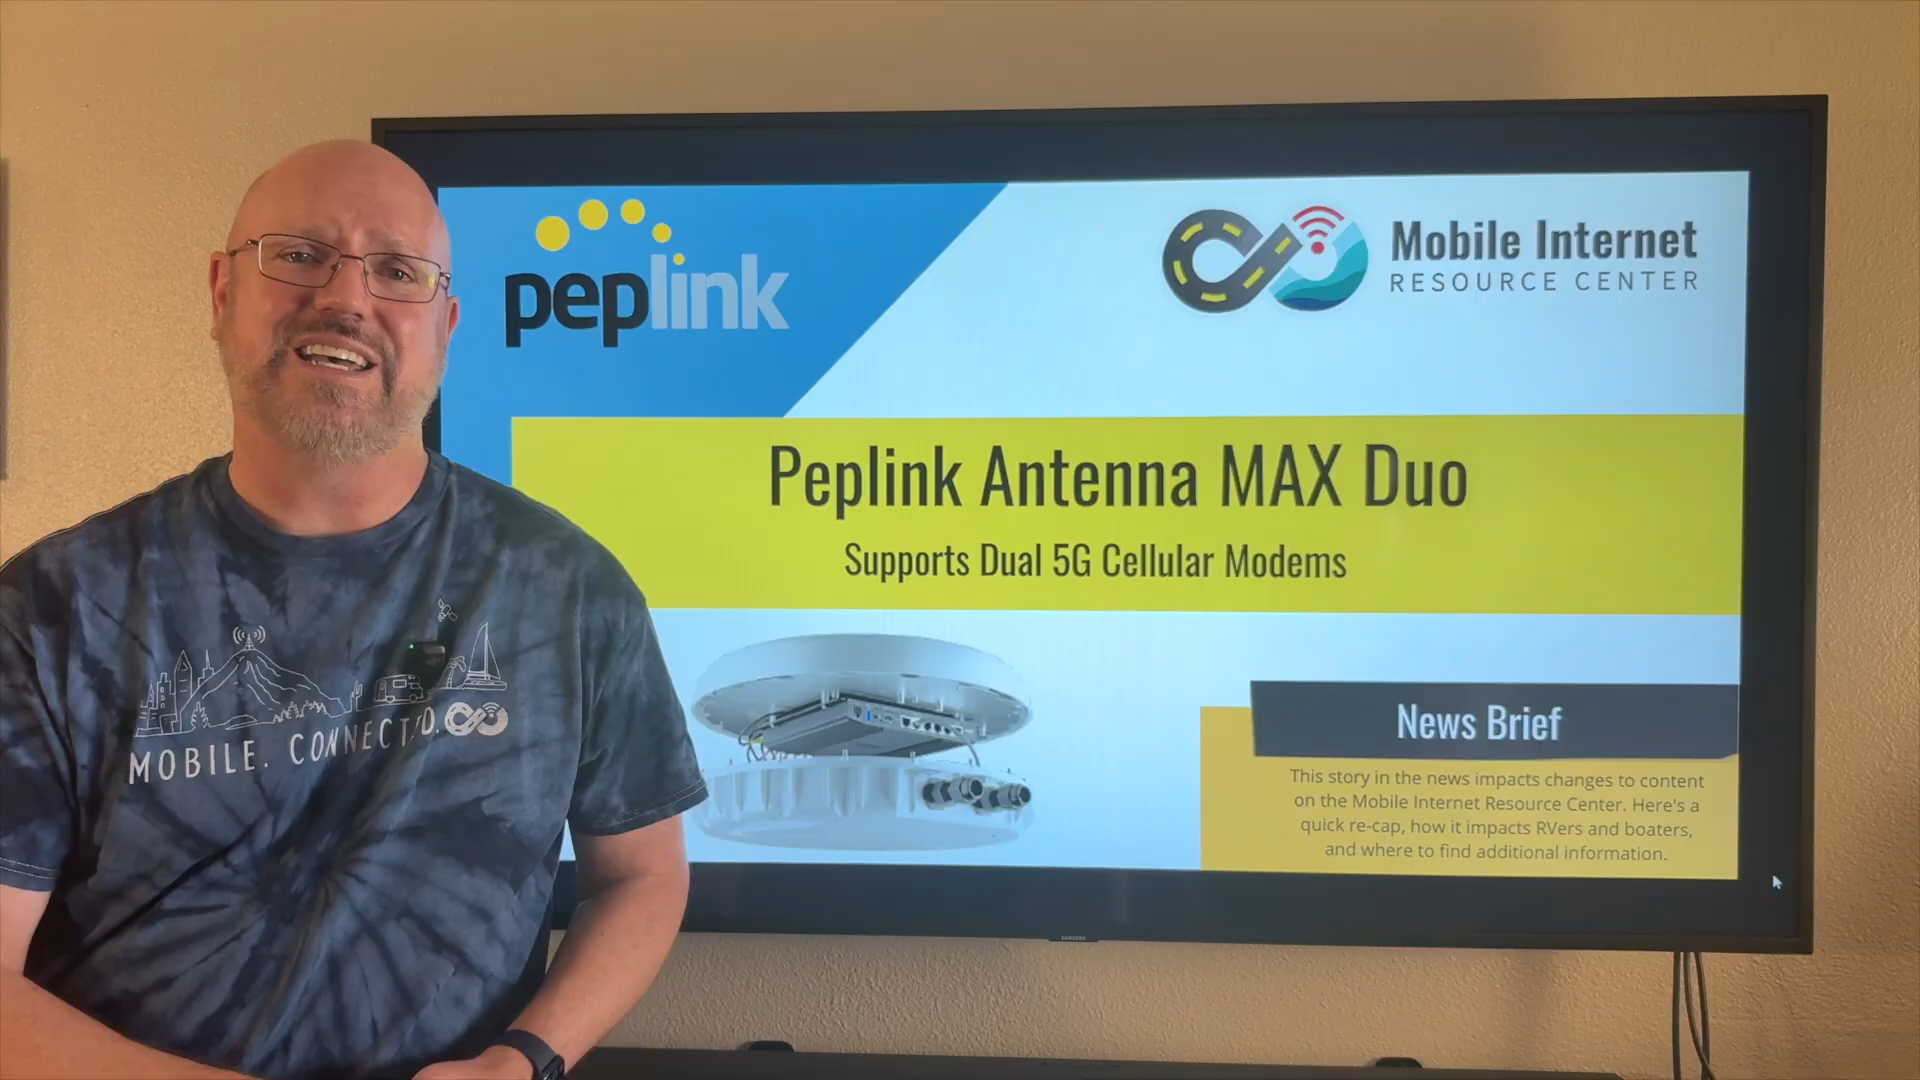 peplink
Mobile Internet
RESOURCE CENTER
Peplink Antenna MAX Duo
Supports Dual 5G Cellular Modems
News Brief
This story in the news impacts changes to content
on the Mobile Internet Resource Center. Here's a
quick re-cap, how it impacts RVers and boaters,
and where to find additional information.
MOBILE. CONNECTED.
SAMSUNG